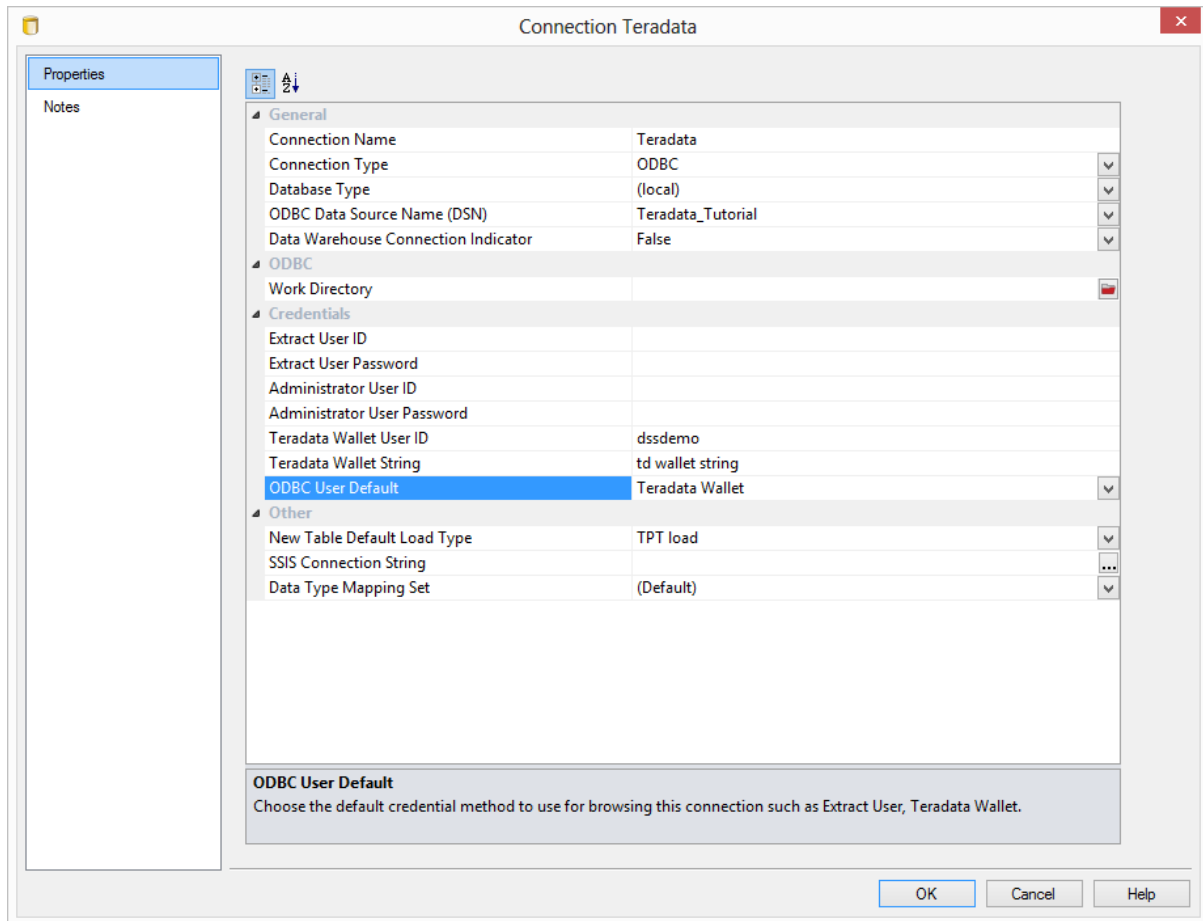 Connection Teradata
Properties
Notes
General
Connection Name Teradata
Connection Type ODBC
Database Type (local)
ODBC Data Source Name (DSN) Teradata_Tutorial
Data Warehouse Connection Indicator False
ODBC
Work Directory
Credentials
Extract User ID
Extract User Password
Administrator User ID
Administrator User Password
Teradata Wallet User ID dssdemo
Teradata Wallet String td wallet string
ODBC User Default Teradata Wallet
Other
New Table Default Load Type TPT load
SSIS Connection String ...
Data Type Mapping Set (Default)
ODBC User Default
Choose the default credential method to use for browsing this connection such as Extract User, Teradata Wallet.
OK Cancel Help